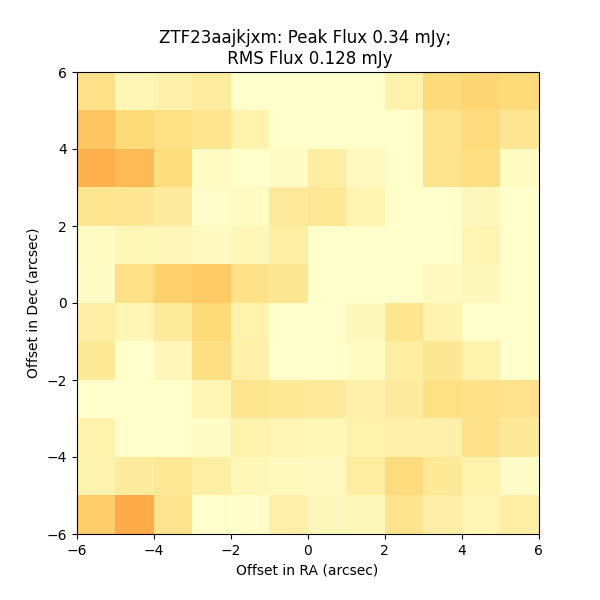 ZTF23aajkjxm: Peak Flux 0.34 mJy;
RMS Flux 0.128 mJy
6
4
2
0
−2
−4
−6
Offset in Dec (arcsec)
−6 −4 −2 0 2 4 6
Offset in RA (arcsec)